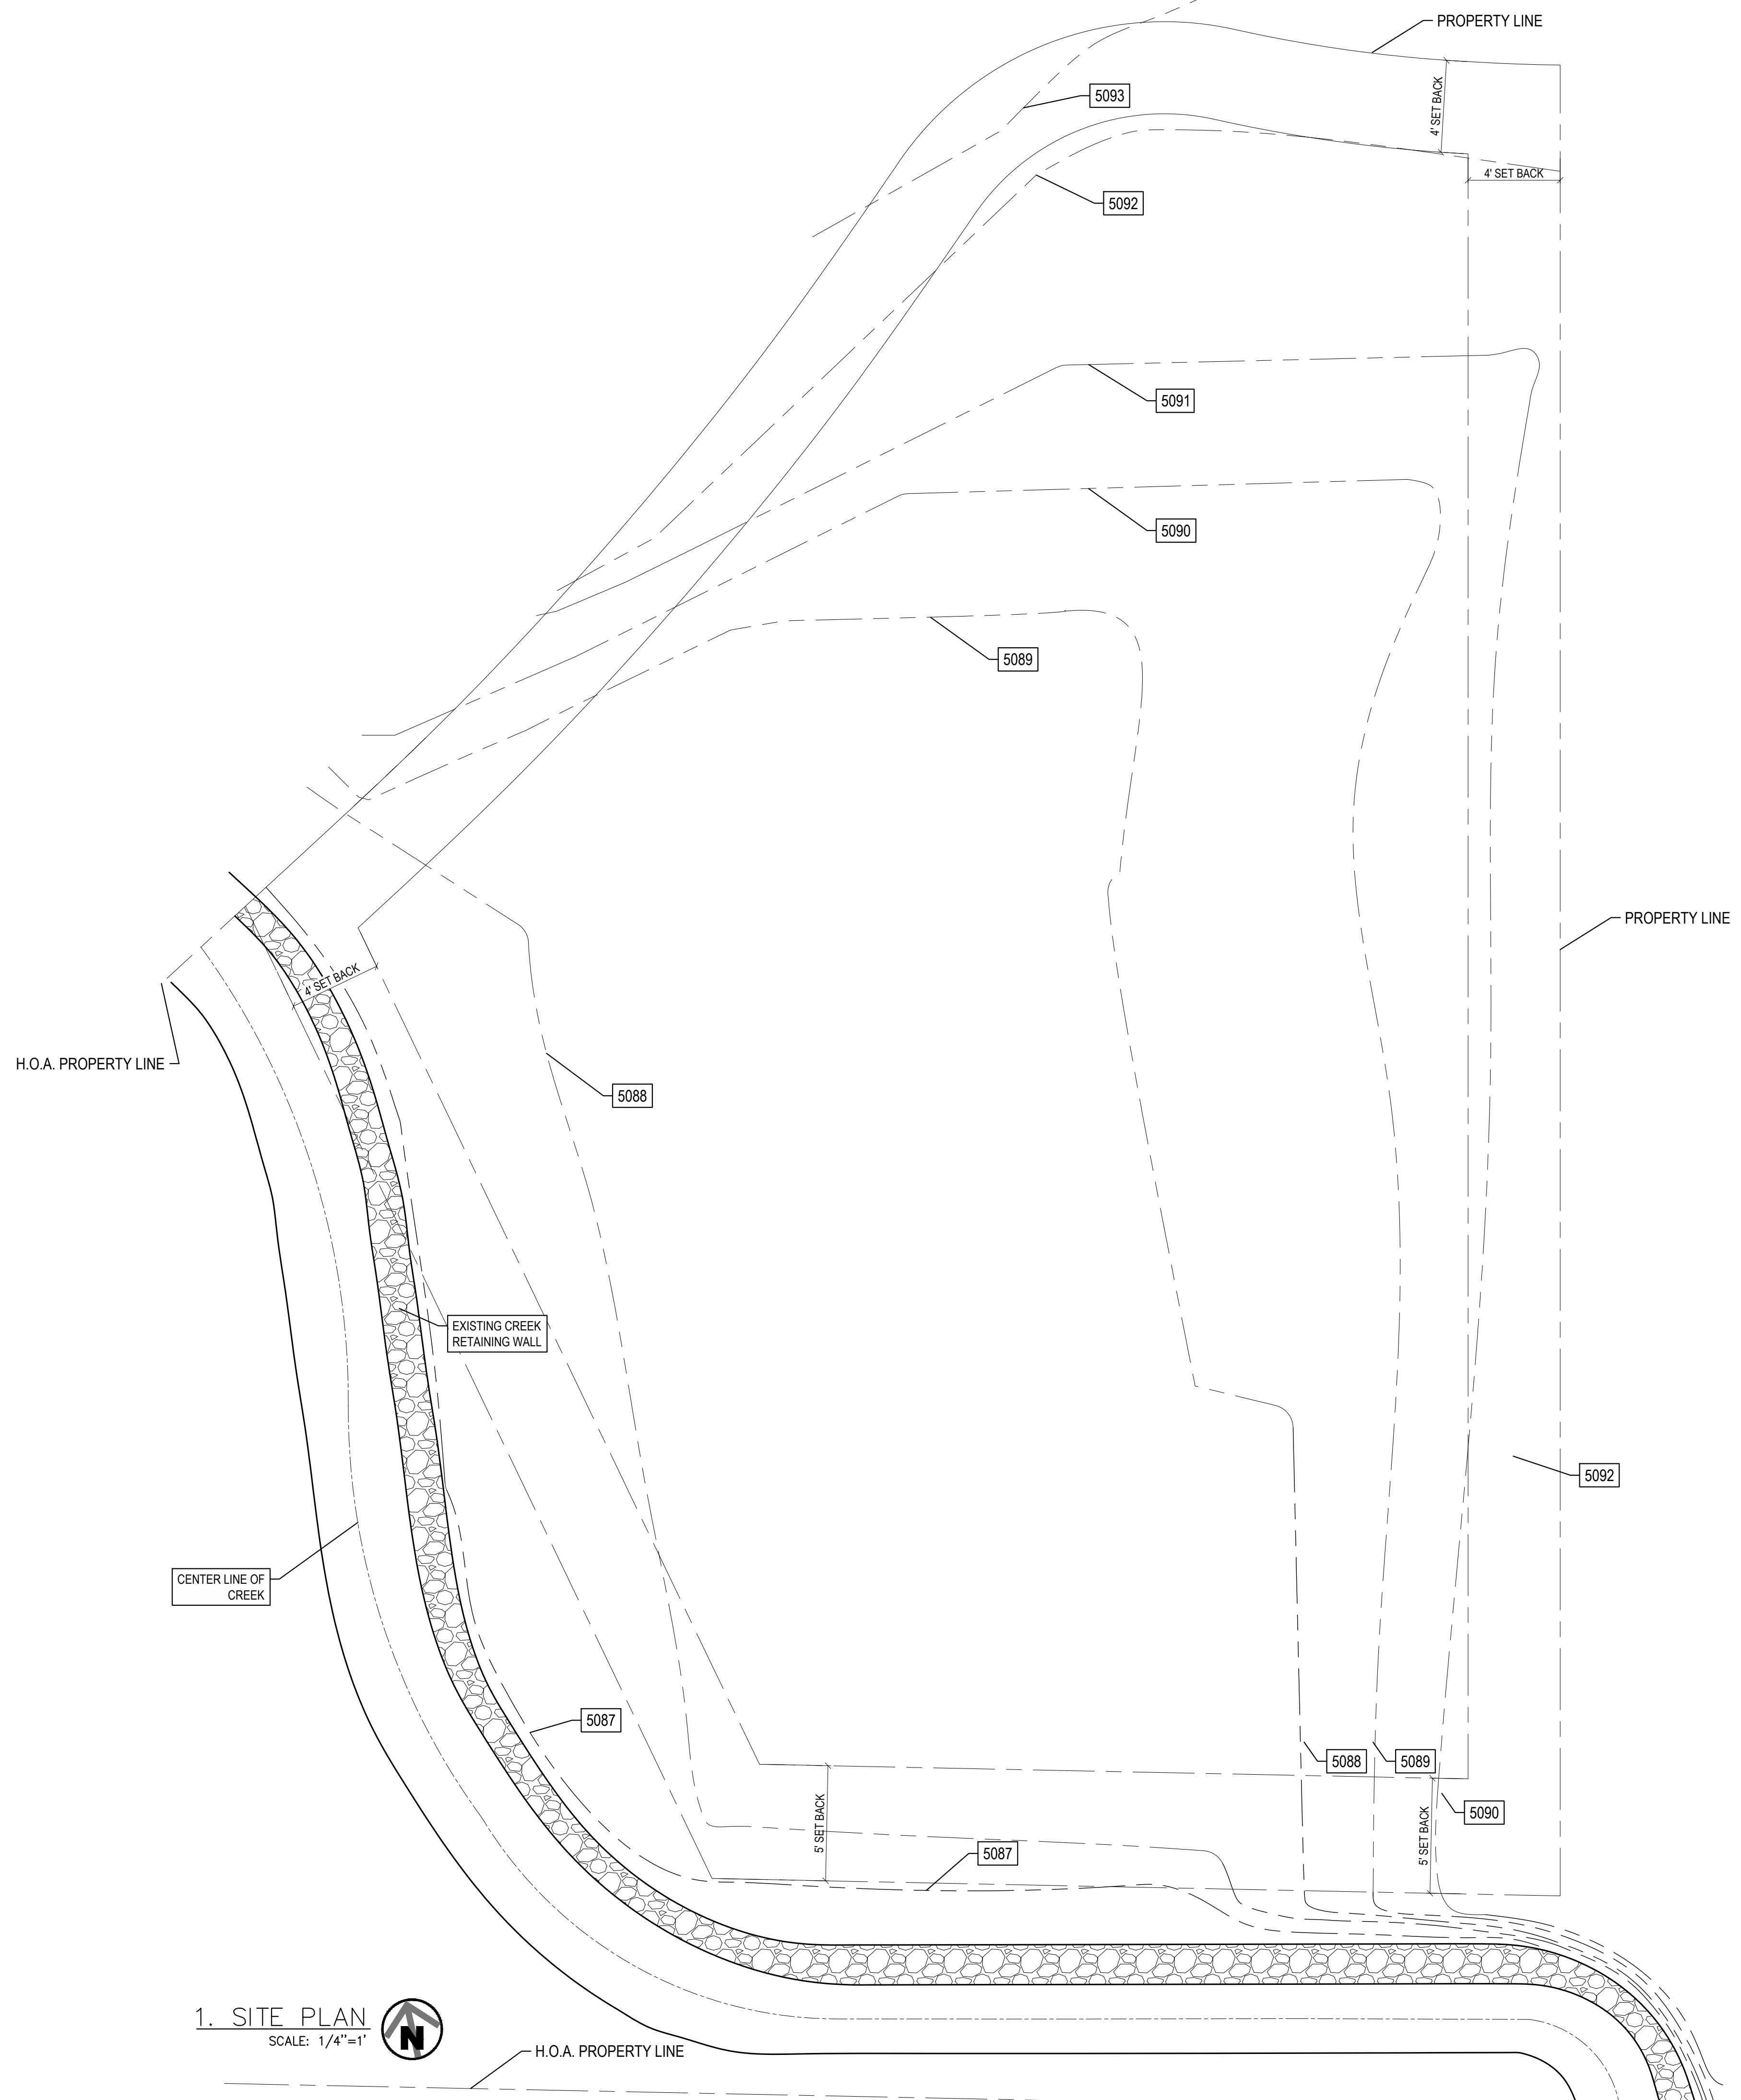 PROPERTY LINE
5093
4' SET BACK
4' SET BACK
5092
5091
5090
5089
PROPERTY LINE
4' SET BACK
H.O.A. PROPERTY LINE
5088
EXISTING CREEK
RETAINING WALL
5092
CENTER LINE OF
CREEK
5087
5088
5089
5090
5' SET BACK
5' SET BACK
5087
1. SITE PLAN
SCALE: 1/4"=1'
N
H.O.A. PROPERTY LINE